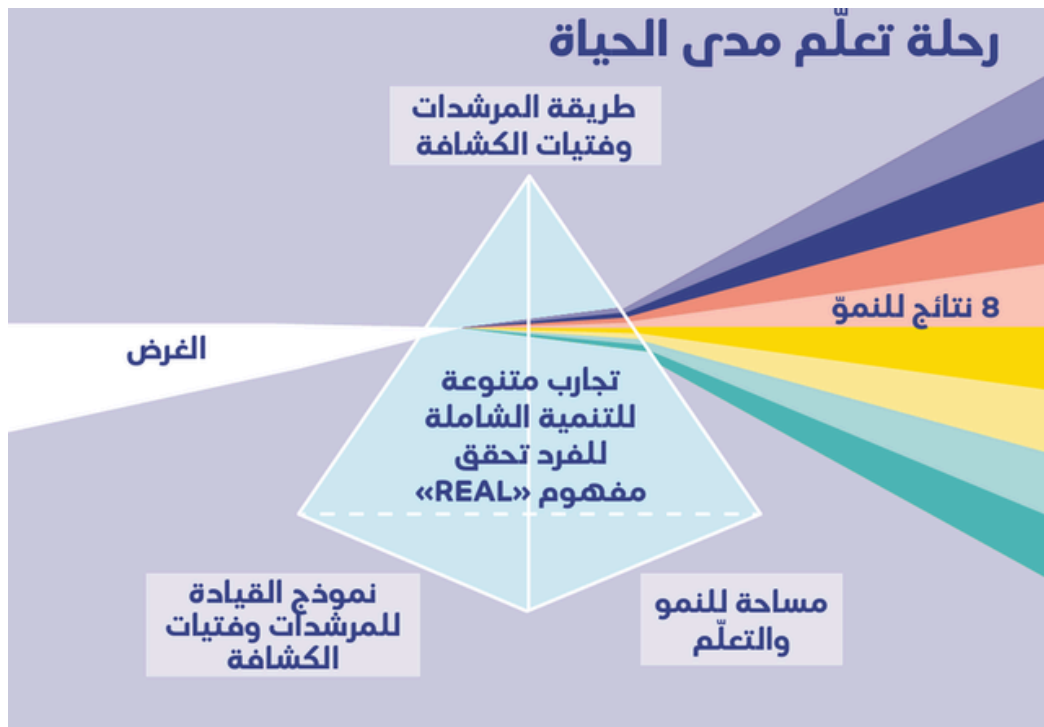 رحلة تعلّم مدى الحياة
طريقة المرشدات
وفتيات الكشافة
8 نتائج للنموّ
الغرض
تجارب متنوعة
للتنمية الشاملة
للفرد تحقق
مفهوم «REAL»
نموذج القيادة
للمرشدات وفتيات
الكشافة
مساحة للنمو
والتعلّم